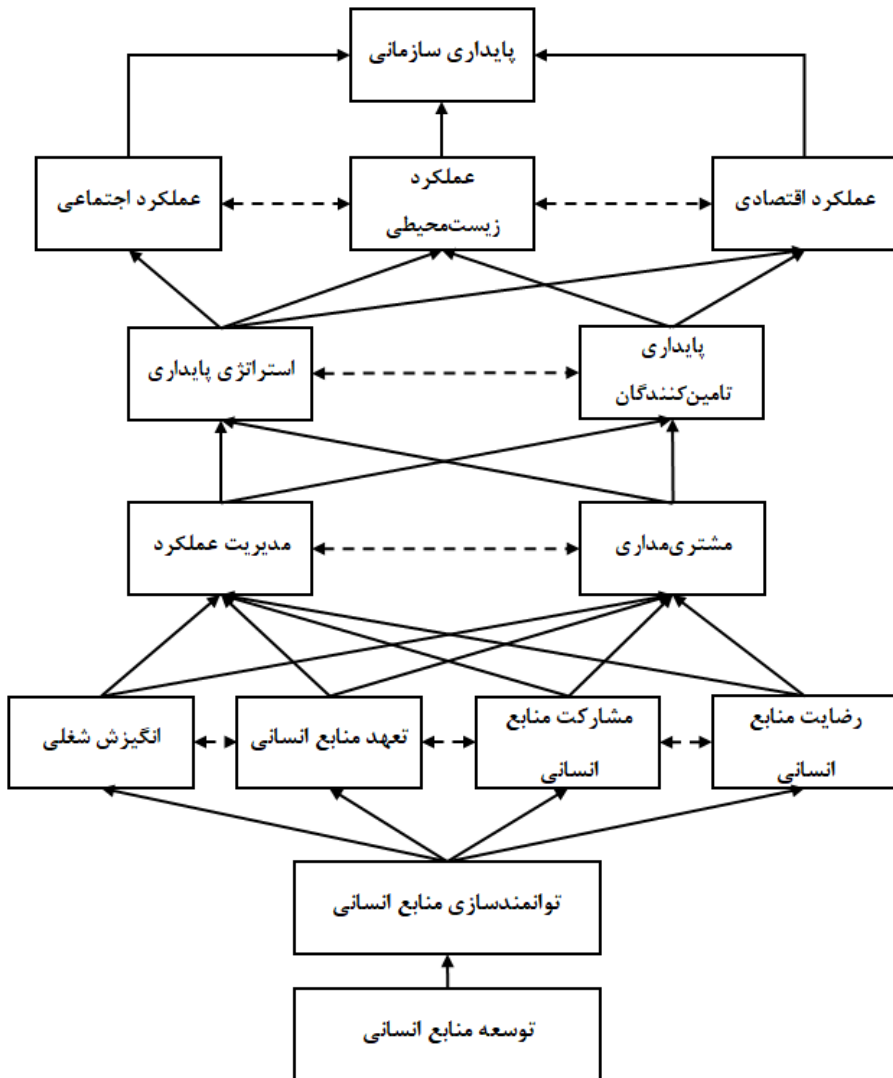 پایداری سازمانی
عملکرد اقتصادی
عملکرد
زیست‌محیطی
عملکرد اجتماعی
پایداری
تامین‌کنندگان
استراتژی پایداری
مشتری‌مداری
مدیریت عملکرد
رضایت منابع
انسانی
مشارکت منابع
انسانی
تعهد منابع انسانی
انگیزش شغلی
توانمندسازی منابع انسانی
توسعه منابع انسانی